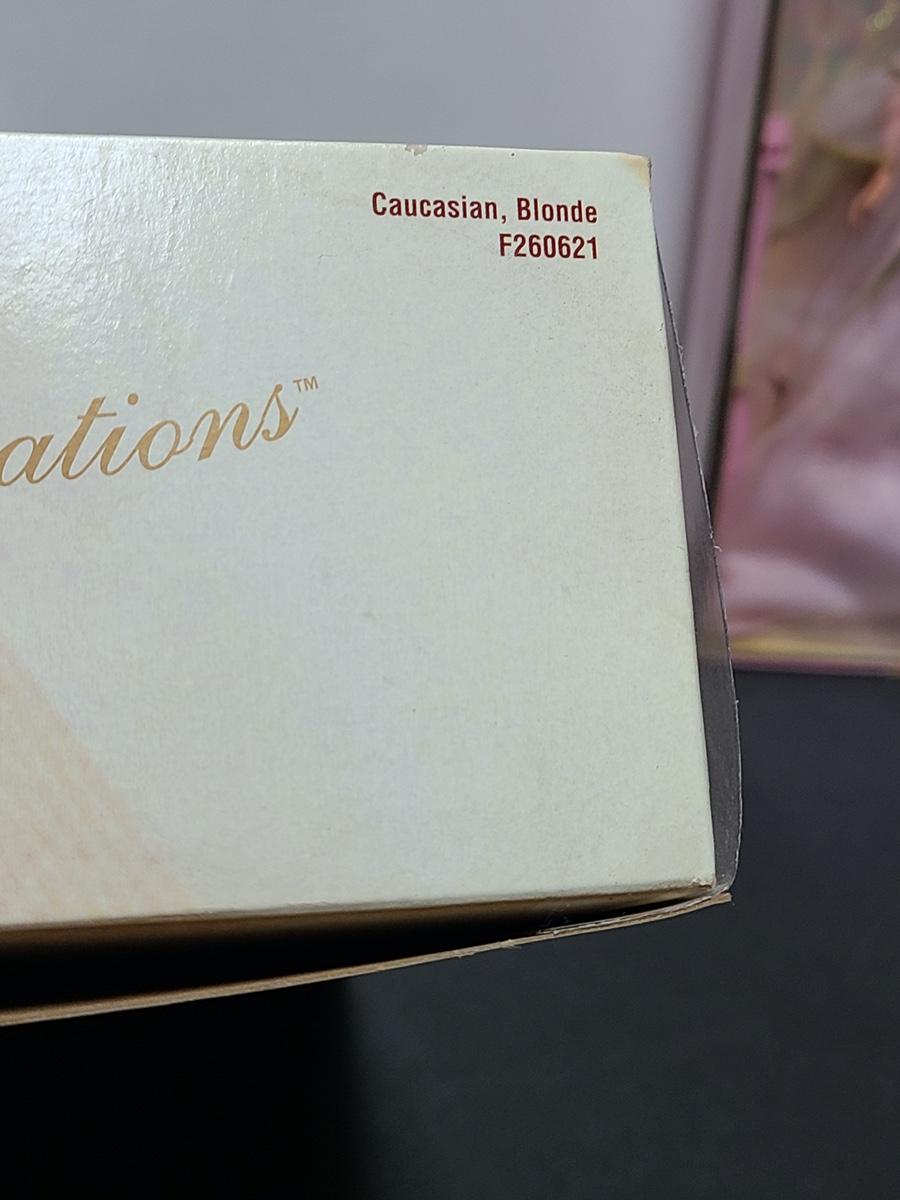 Caucasian, Blonde
F260621
ations™